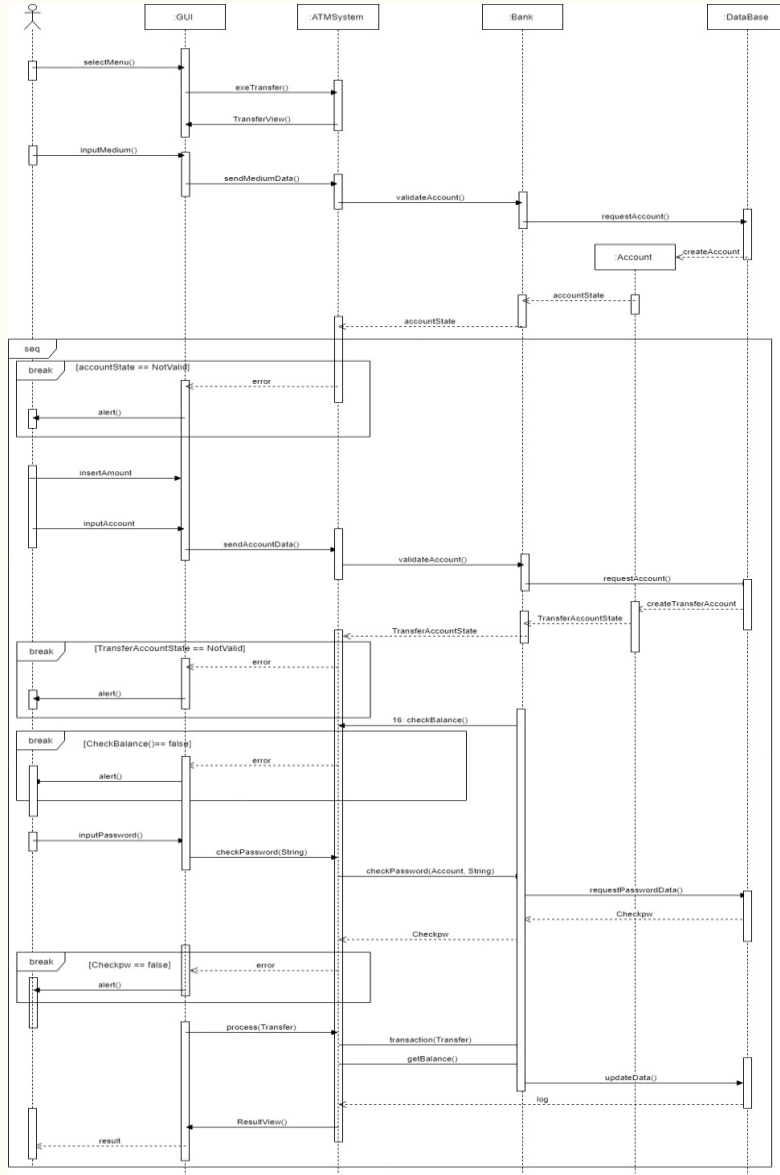 :GUI
:ATMSystem
:Bank
:DataBase
selectMenu()
exeTransfer()
TransferView()
inputMedium()
sendMediumData()
validateAccount()
requestAccount()
createAccount
:Account
accountState
accountState
seq
break
[accountState == NotValid]
error
alert()
insertAmount
inputAccount
sendAccountData()
validateAccount()
requestAccount()
createTransferAccount
TransferAccountState
TransferAccountState
break
[TransferAccountState == NotValid]
error
alert()
16: checkBalance()
break
[CheckBalance()== false]
error
alert()
inputPassword()
checkPassword(String)
checkPassword(Account, String)
requestPasswordData()
Checkpw
Checkpw
break
[Checkpw == false]
error
alert()
process(Transfer)
transaction(Transfer)
getBalance()
updateData()
log
ResultView()
result